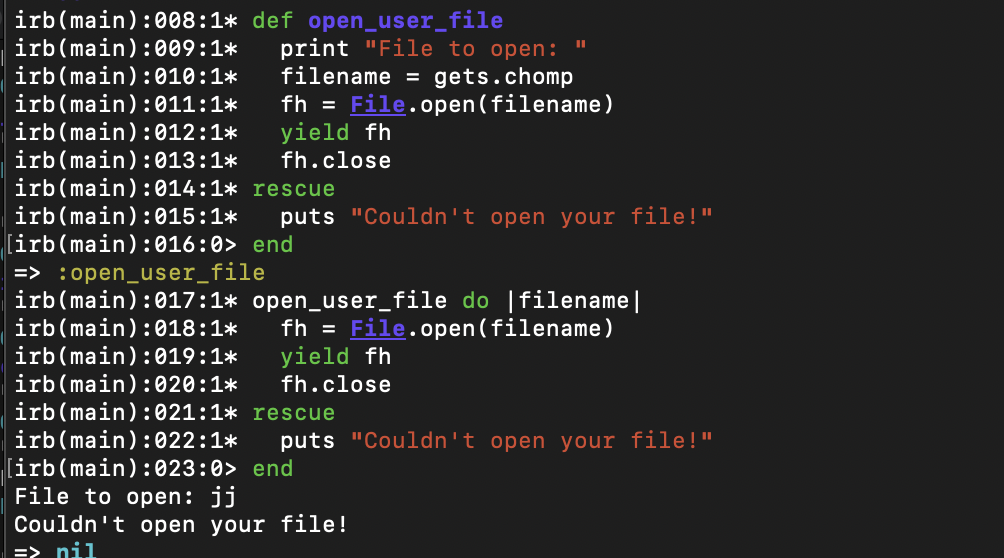 irb(main):008:1* def open_user_file
irb(main):009:1*   print "File to open: "
irb(main):010:1*   filename = gets.chomp
irb(main):011:1*   fh = File.open(filename)
irb(main):012:1*   yield fh
irb(main):013:1*   fh.close
irb(main):014:1* rescue
irb(main):015:1*   puts "Couldn't open your file!"
[irb(main):016:0> end
=> :open_user_file
irb(main):017:1* open_user_file do |filename|
irb(main):018:1*   fh = File.open(filename)
irb(main):019:1*   yield fh
irb(main):020:1*   fh.close
irb(main):021:1* rescue
irb(main):022:1*   puts "Couldn't open your file!"
[irb(main):023:0> end
File to open: jj
Couldn't open your file!
=> nil